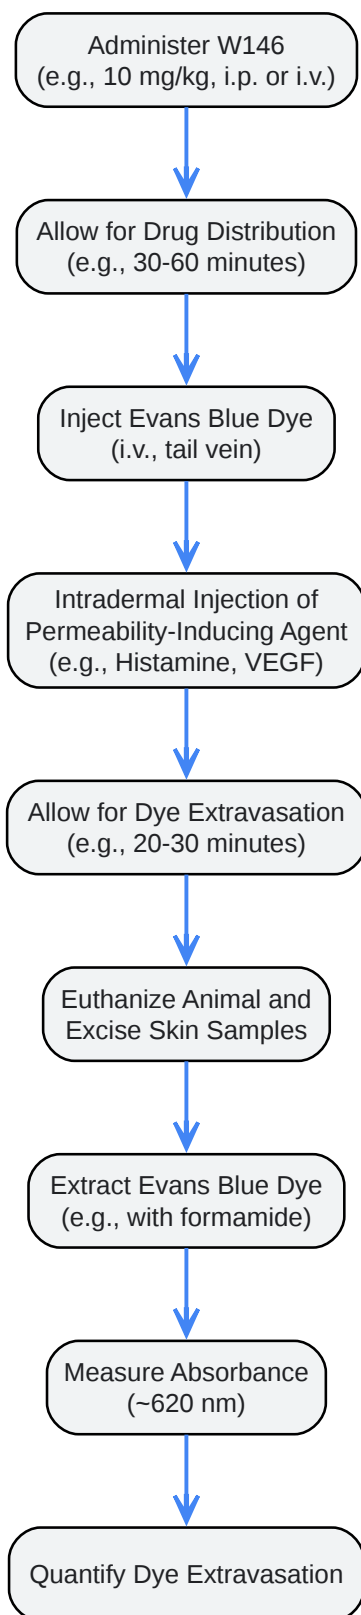 Administer W146
(e.g., 10 mg/kg, i.p. or i.v.)
Allow for Drug Distribution
(e.g., 30-60 minutes)
Inject Evans Blue Dye
(i.v., tail vein)
Intradermal Injection of
Permeability-Inducing Agent
(e.g., Histamine, VEGF)
Allow for Dye Extravasation
(e.g., 20-30 minutes)
Euthanize Animal and
Excise Skin Samples
Extract Evans Blue Dye
(e.g., with formamide)
Measure Absorbance
(~620 nm)
Quantify Dye Extravasation